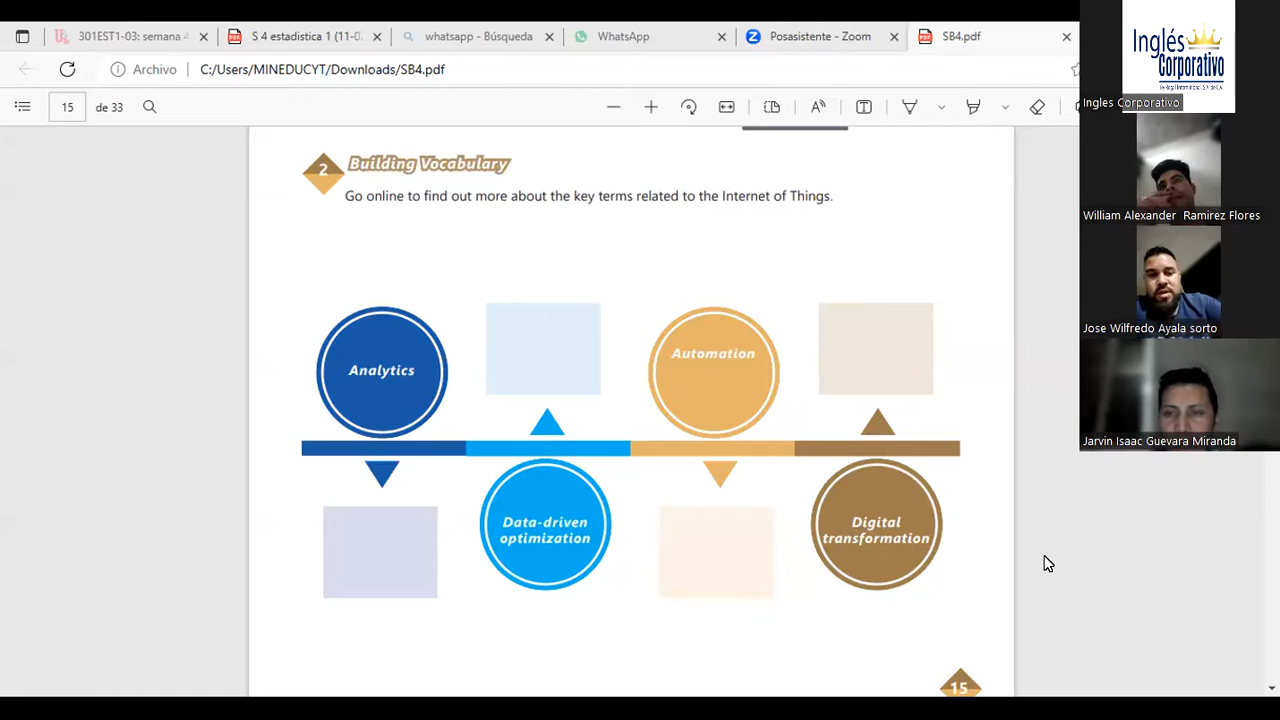 301EST1-03: semana 4
S 4 estadistica 1 (11-0
whatsapp - Búsqueda
WhatsApp
Posasistente - Zoom
SB4.pdf
Archivo
C:/Users/MINEDUCYT/Downloads/SB4.pdf
15
de 33
2
Building Vocabulary
Go online to find out more about the key terms related to the Internet of Things.
Analytics
Automation
Data-driven
optimization
Digital
transformation
15
Inglés
Corporativo
Ingles Corporativo
William Alexander Ramirez Flores
Jose Wilfredo Ayala sorto
Jarvin Isaac Guevara Miranda